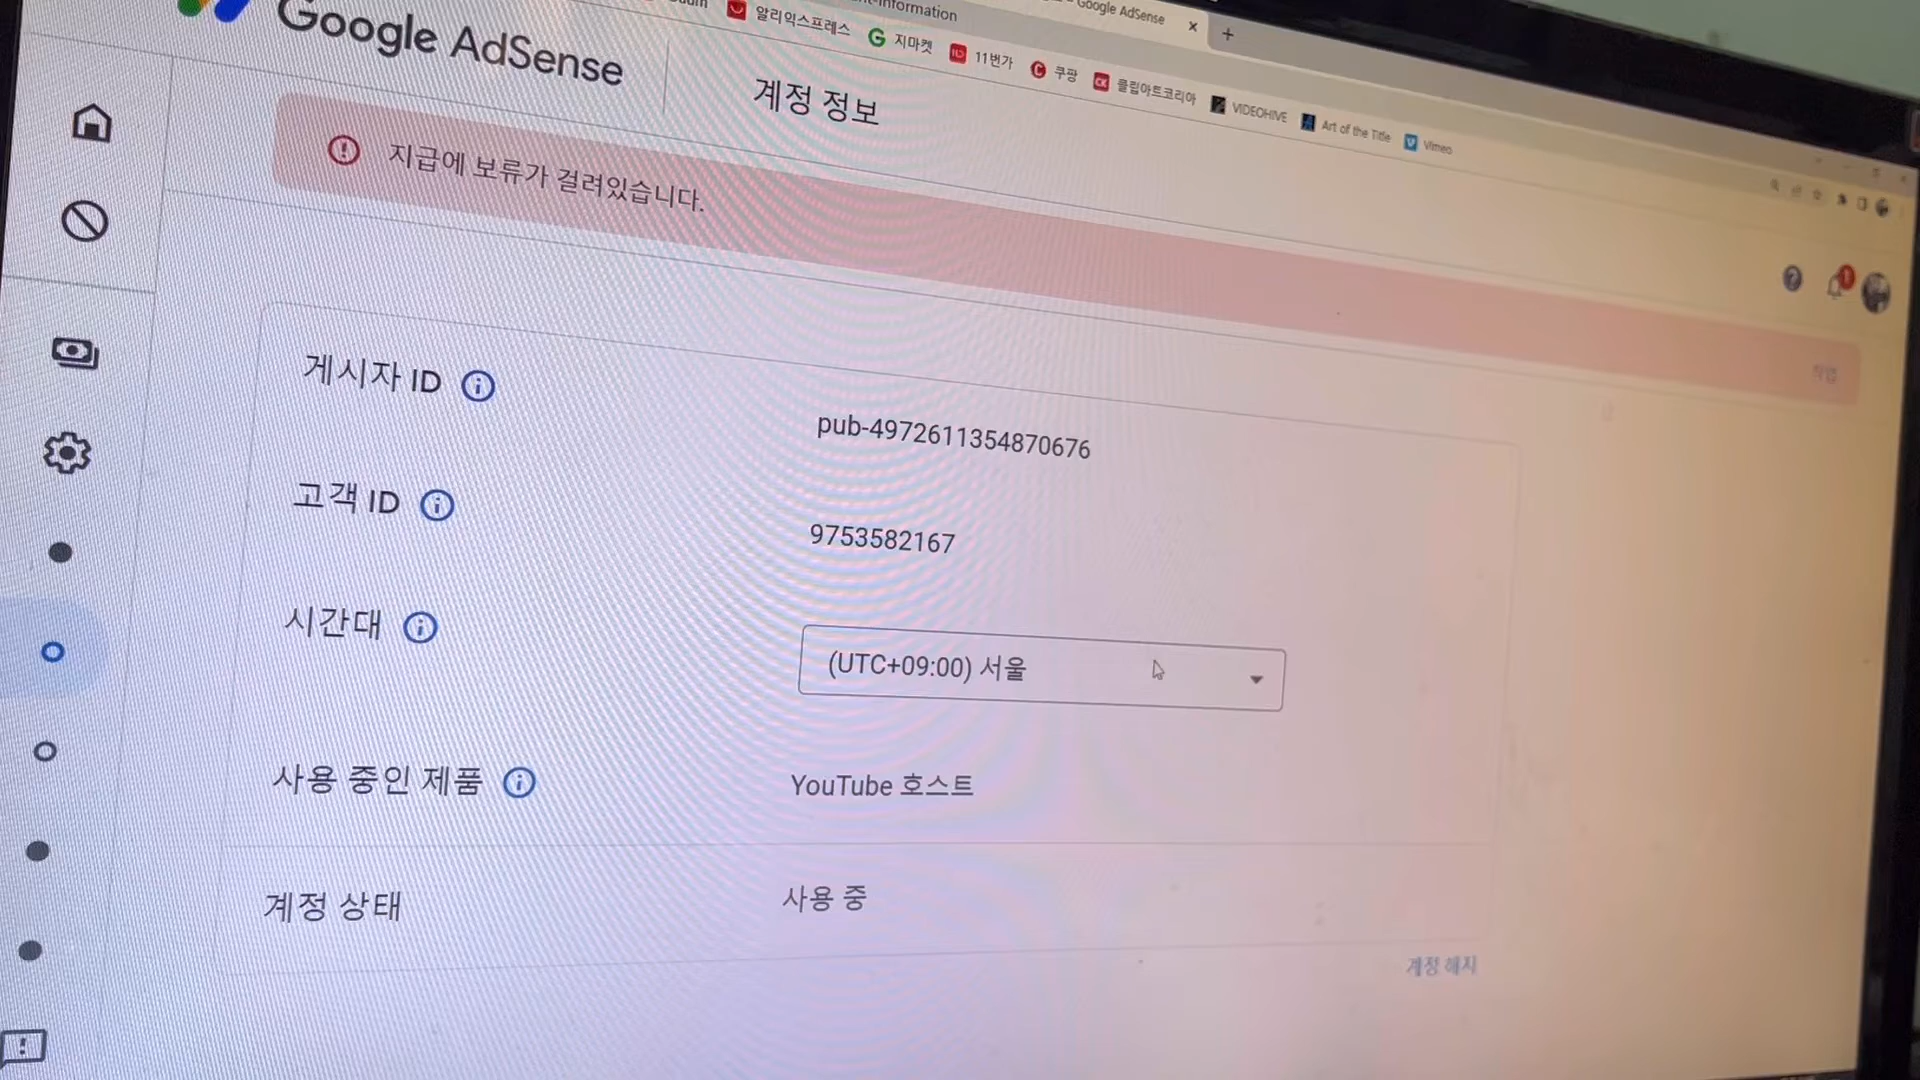 Google AdSense
알리익스프레스
지마켓
11번가
쿠팡
클립아트코리아
VIDEOHIVE
Art of the Title
Vimeo
Google AdSense
계정 정보
지급에 보류가 걸려있습니다.
작업
게시자 ID
pub-4972611354870676
고객 ID
9753582167
시간대
(UTC+09:00) 서울
사용 중인 제품
YouTube 호스트
계정 상태
사용 중
계정 해지